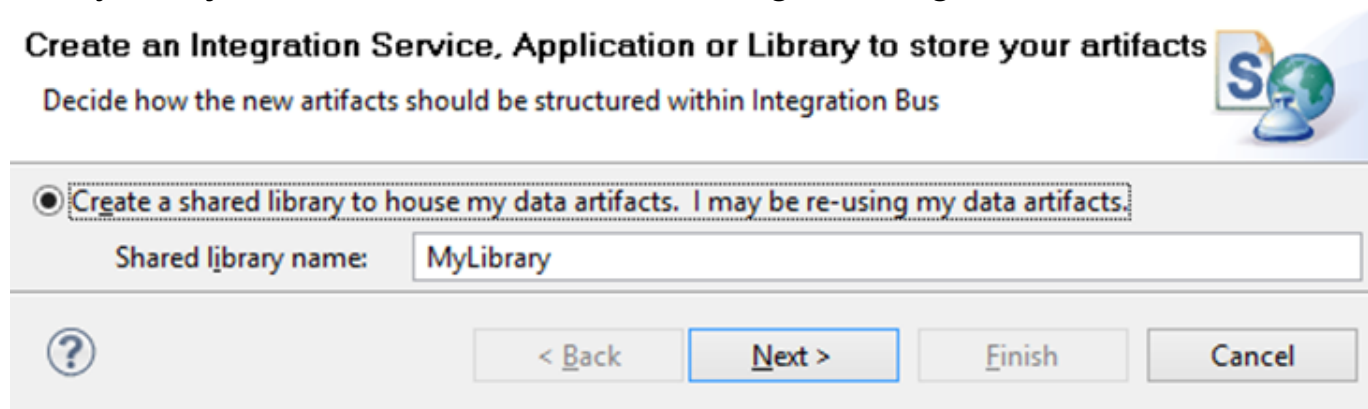 Create an Integration Service, Application or Library to store your artifacts
S
Decide how the new artifacts should be structured within Integration Bus
Create a shared library to house my data artifacts.  I may be re-using my data artifacts.
Shared library name: MyLibrary
? < Back Next > Finish Cancel